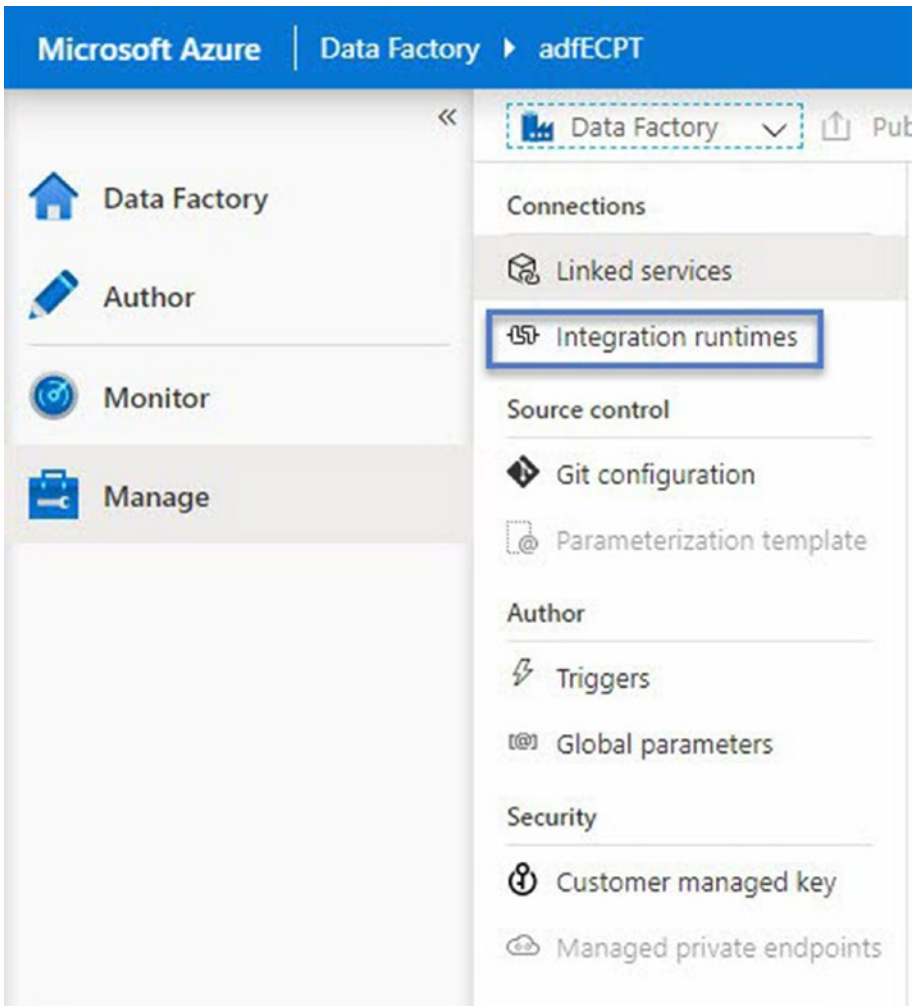 Microsoft Azure Data Factory adfECPT
Data Factory
Data Factory
Author
Monitor
Manage
Connections
Linked services
Integration runtimes
Source control
Git configuration
Parameterization template
Author
Triggers
Global parameters
Security
Customer managed key
Managed private endpoints